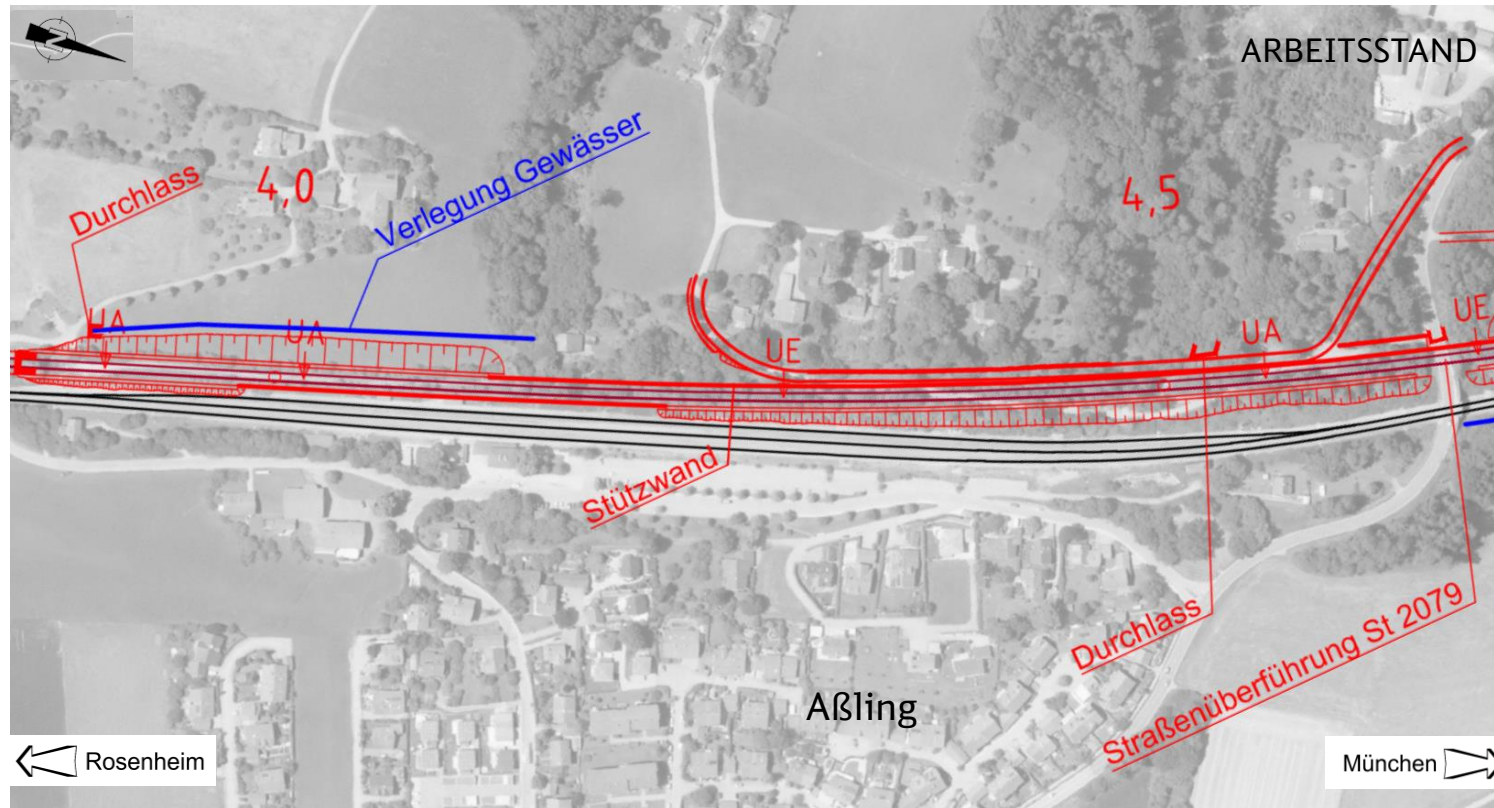 N
ARBEITSSTAND
Verlegung Gewässer
Durchlass
4,0
4,5
UA
UA
UE
UA
UE
Stützwand
Durchlass
Straßenüberführung St 2079
Aßling
Rosenheim
München